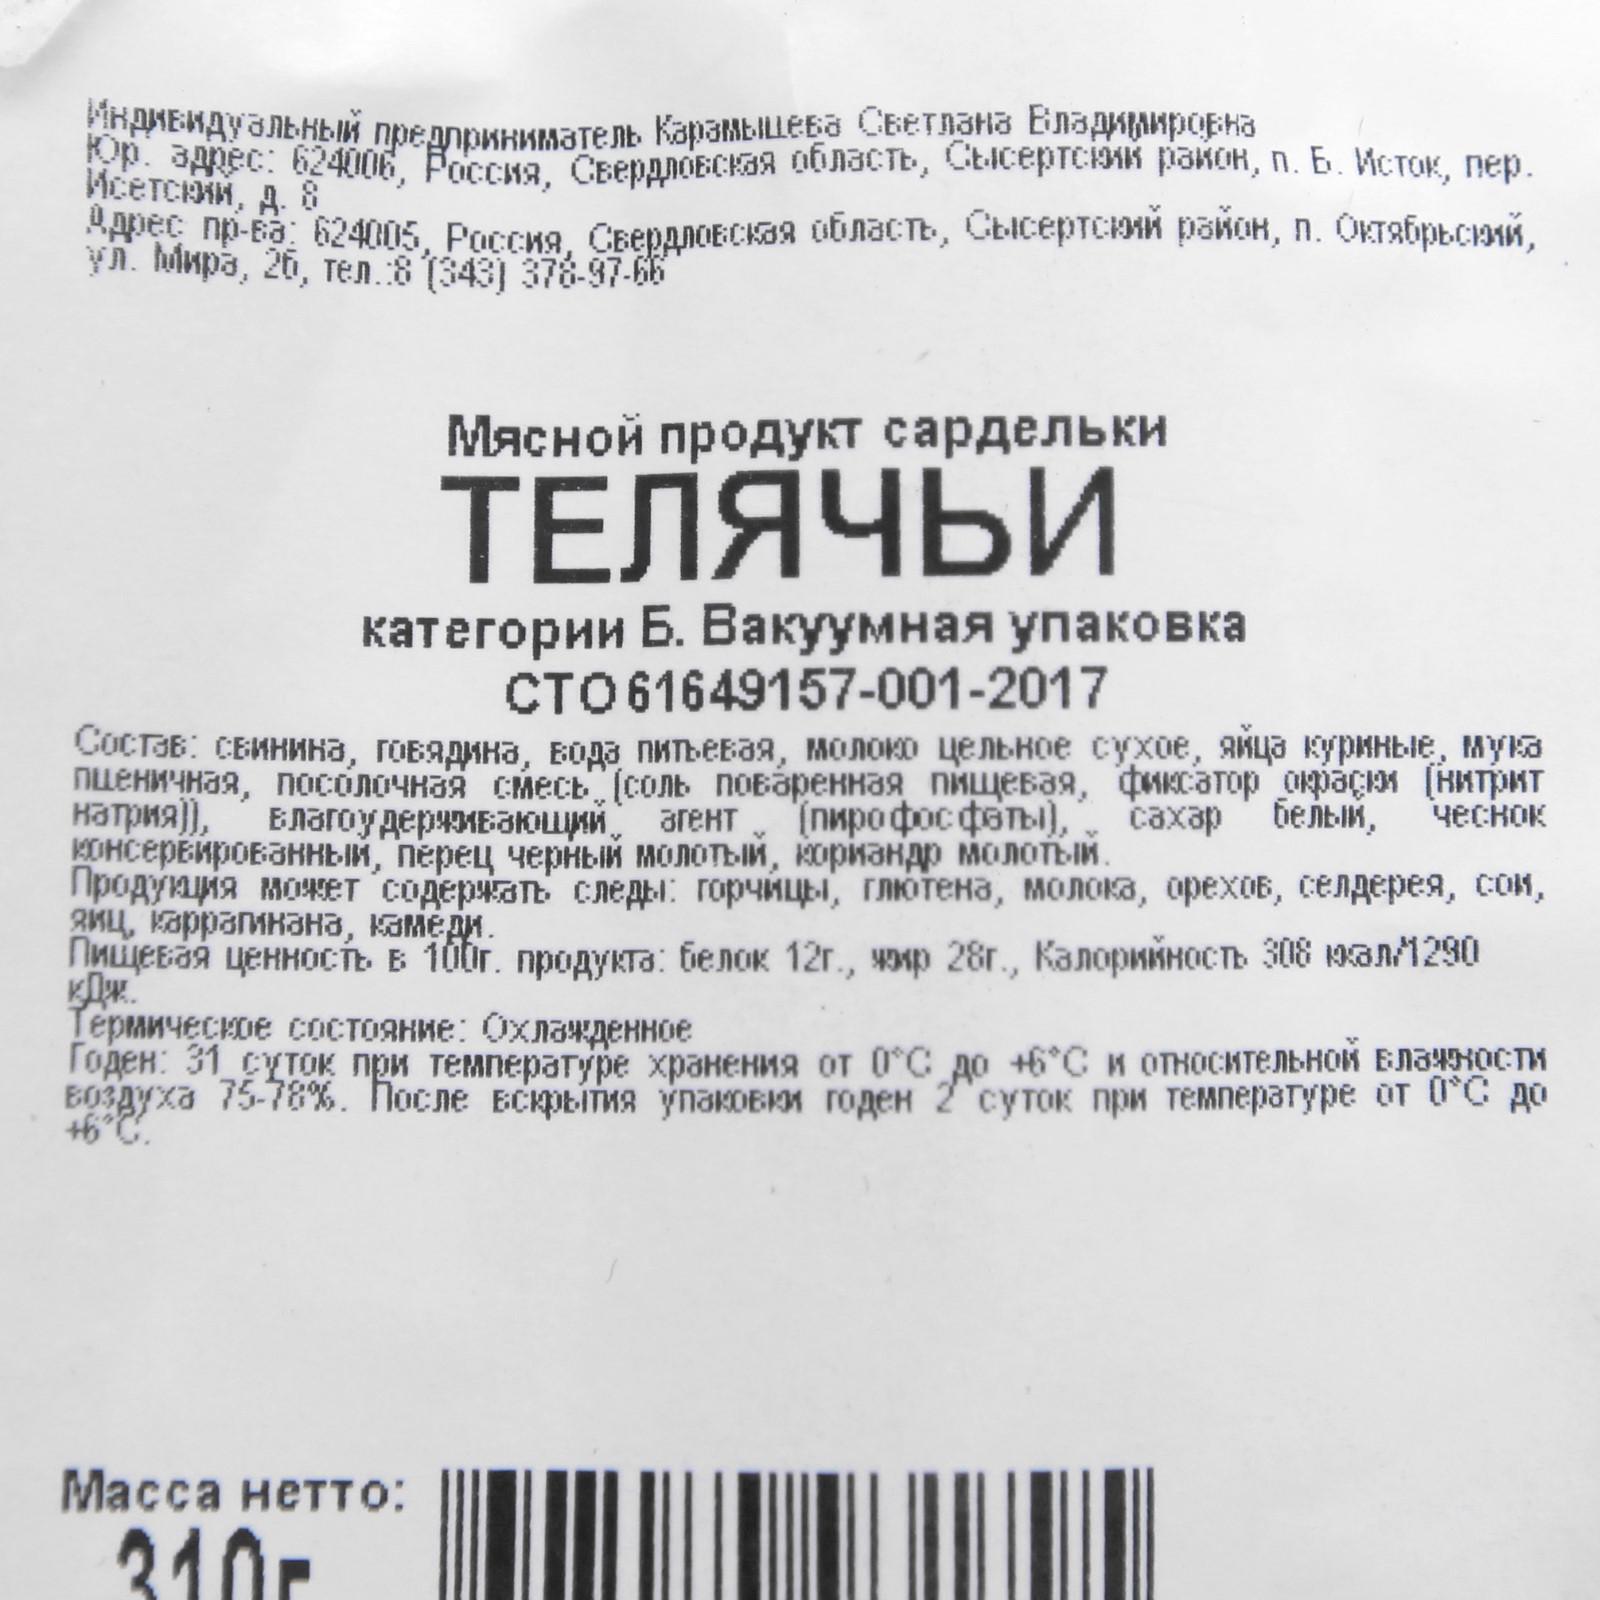 Индивидуальный предприниматель Карамышева Светлана Владимировна
Юр. адрес: 624006, Россия, Свердловская область, Сысертский район, п. Б. Исток, пер.
Исетский, д. 8
Адрес пр-ва: 624005, Россия, Свердловская область, Сысертский район, п. Октябрьский,
ул. Мира, 2б, тел.:8 (343) 378-97-66
Мясной продукт сардельки
ТЕЛЯЧЬИ
категории Б. Вакуумная упаковка
СТО 61649157-001-2017
Состав: свинина, говядина, вода питьевая, молоко цельное сухое, яйца куриные, мука
пшеничная, посолочная смесь (соль поваренная пищевая, фиксатор окраски (нитрит
натрия)), влагоудерживающий агент (пирофосфаты), сахар белый, чеснок
консервированный, перец черный молотый, кориандр молотый.
Продукция может содержать следы: горчицы, глютена, молока, орехов, селдерея, сои,
яиц, каррагинана, камеди.
Пищевая ценность в 100г. продукта: белок 12г., жир 28г., Калорийность 308 ккал/1290
кДж.
Термическое состояние: Охлажденное
Годен: 31 суток при температуре хранения от 0°С до +6°С и относительной влажности
воздуха 75-78%. После вскрытия упаковки годен 2 суток при температуре от 0°С до
+6°С.
Масса нетто:
310г